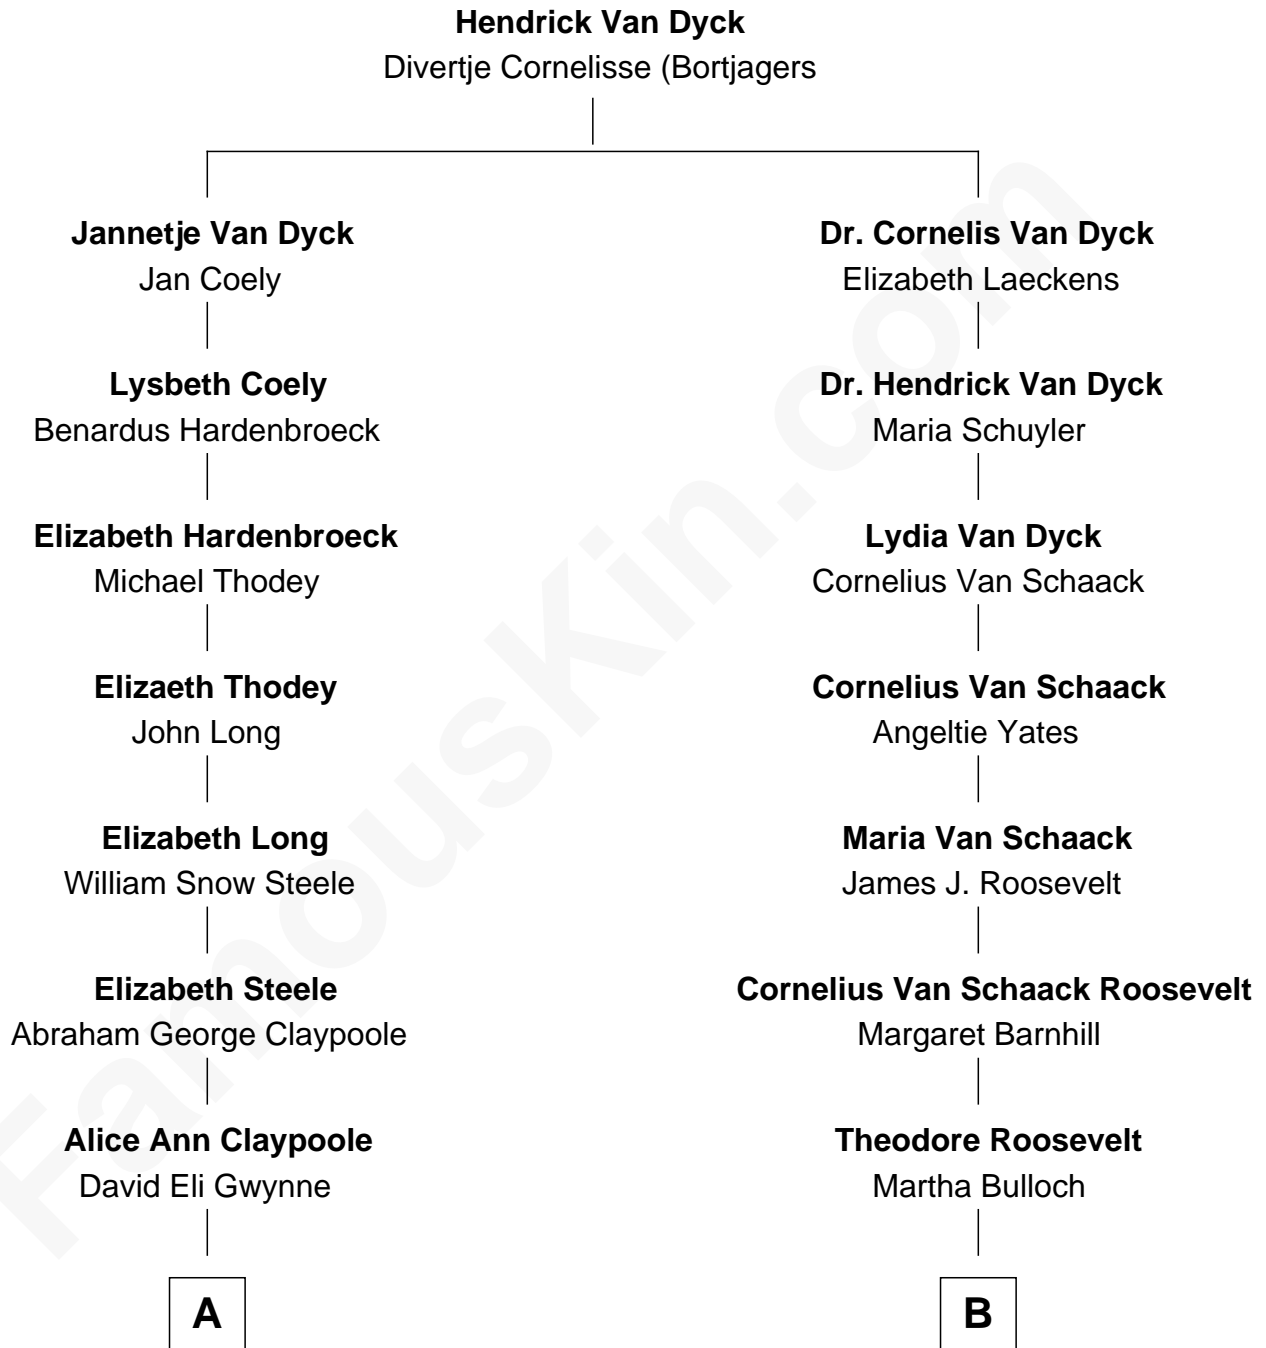 Hendrick Van Dyck
Divertje Cornelisse (Bortjagers
Jannetje Van Dyck
Jan Coely
Dr. Cornelis Van Dyck
Elizabeth Laeckens
Lysbeth Coely
Benardus Hardenbroeck
Dr. Hendrick Van Dyck
Maria Schuyler
Elizabeth Hardenbroeck
Michael Thodey
Lydia Van Dyck
Cornelius Van Schaack
Elizaeth Thodey
John Long
Cornelius Van Schaack
Angeltie Yates
Elizabeth Long
William Snow Steele
Maria Van Schaack
James J. Roosevelt
Elizabeth Steele
Abraham George Claypoole
Cornelius Van Schaack Roosevelt
Margaret Barnhill
Alice Ann Claypoole
David Eli Gwynne
Theodore Roosevelt
Martha Bulloch
A
B
FamousKin.com